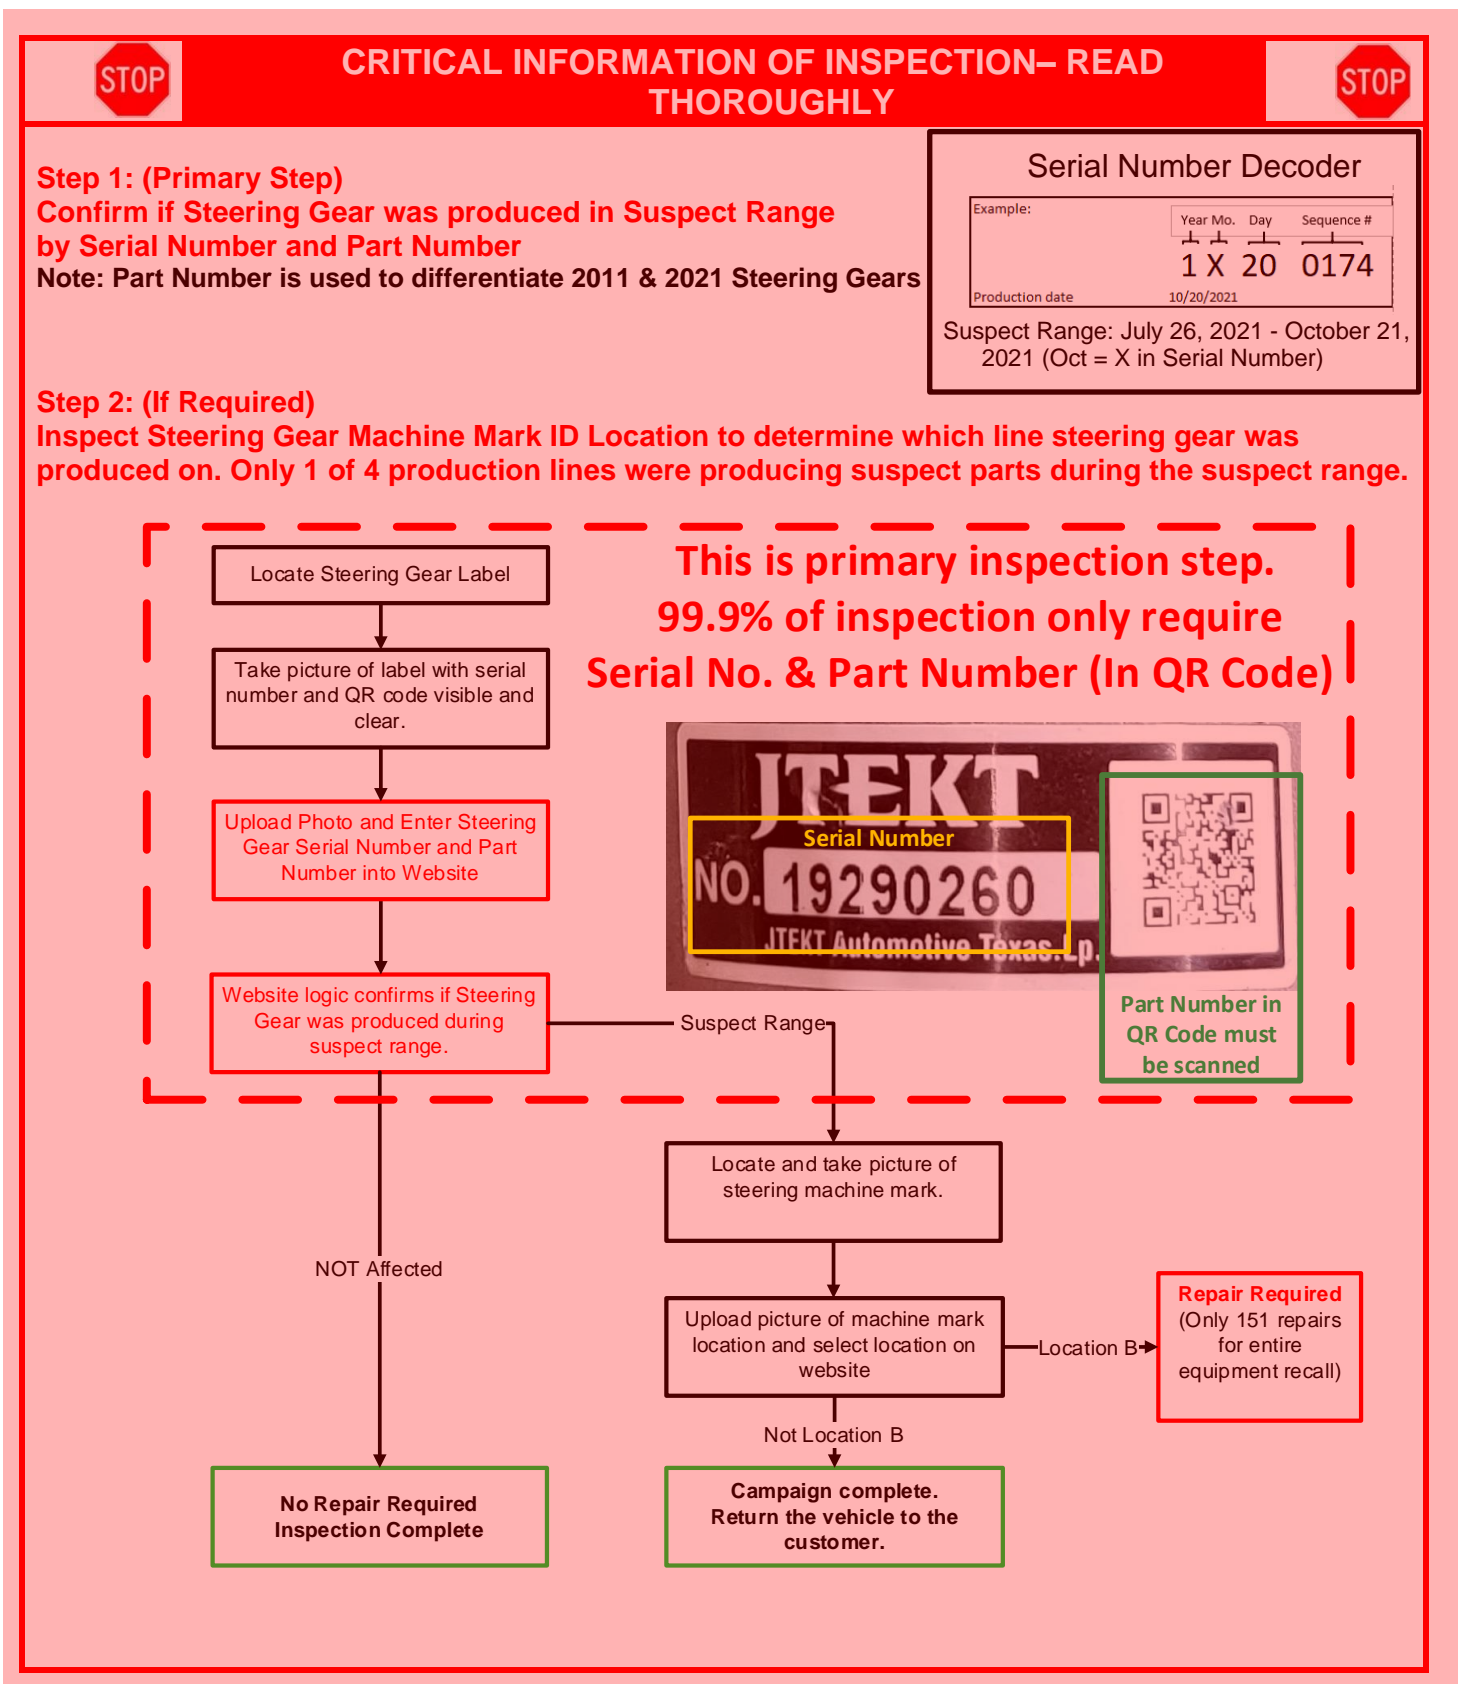 STOP
CRITICAL INFORMATION OF INSPECTION– READ
THOROUGHLY
STOP
Step 1: (Primary Step)
Confirm if Steering Gear was produced in Suspect Range
by Serial Number and Part Number
Note: Part Number is used to differentiate 2011 & 2021 Steering Gears
Serial Number Decoder
Example:
Year Mo. Day Sequence #
1 X 20 0174
Production date 10/20/2021
Suspect Range: July 26, 2021 - October 21,
2021 (Oct = X in Serial Number)
Step 2: (If Required)
Inspect Steering Gear Machine Mark ID Location to determine which line steering gear was
produced on. Only 1 of 4 production lines were producing suspect parts during the suspect range.
This is primary inspection step.
99.9% of inspection only require
Serial No. & Part Number (In QR Code)
Locate Steering Gear Label
Take picture of label with serial
number and QR code visible and
clear.
Upload Photo and Enter Steering
Gear Serial Number and Part
Number into Website
Website logic confirms if Steering
Gear was produced during
suspect range.
JTEKT
Serial Number
NO. 19290260
JTEKT Automotive Texas.Lp.
Part Number in
QR Code must
be scanned
Suspect Range
Locate and take picture of
steering machine mark.
NOT Affected
Upload picture of machine mark
location and select location on
website
Location B
Repair Required
(Only 151 repairs
for entire
equipment recall)
Not Location B
No Repair Required
Inspection Complete
Campaign complete.
Return the vehicle to the
customer.